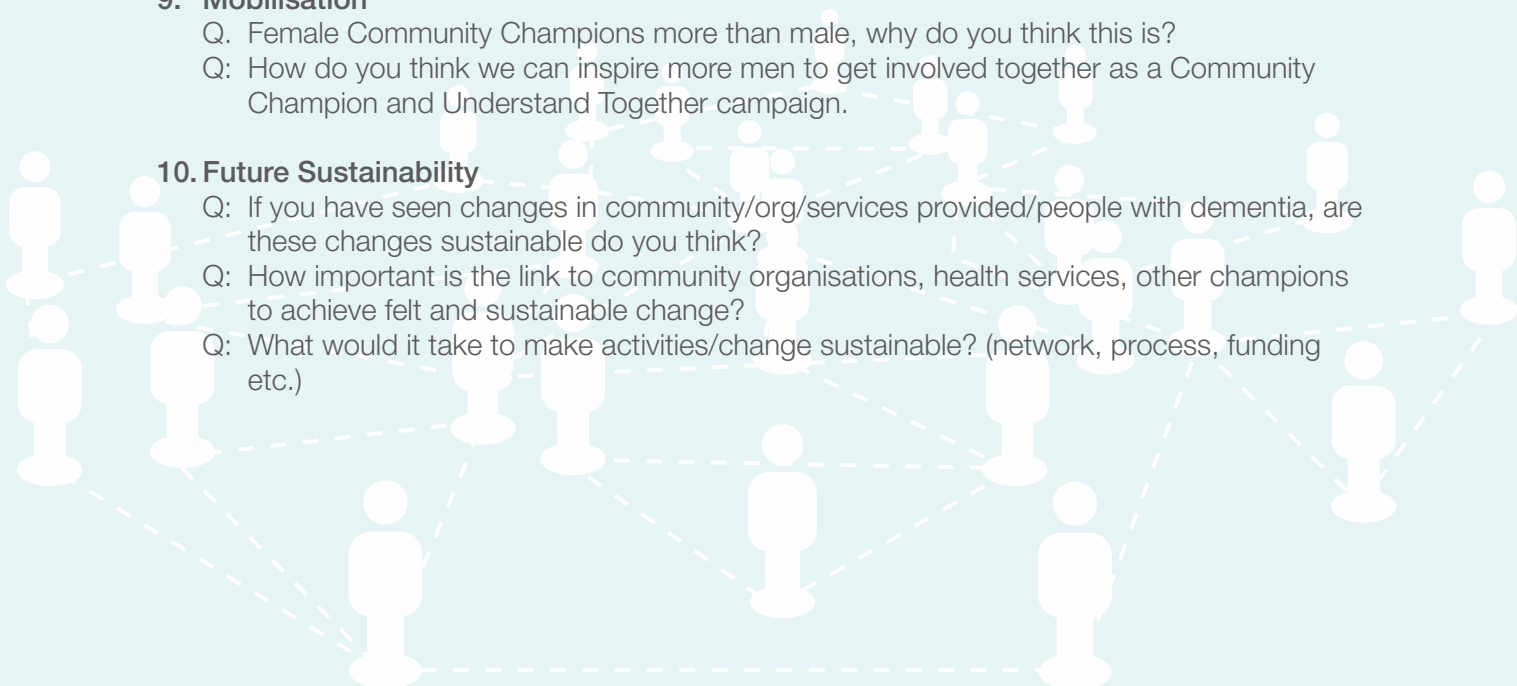 9. Mobilisation
Q. Female Community Champions more than male, why do you think this is?
Q: How do you think we can inspire more men to get involved together as a Community
Champion and Understand Together campaign.
10. Future Sustainability
Q: If you have seen changes in community/org/services provided/people with dementia, are
these changes sustainable do you think?
Q: How important is the link to community organisations, health services, other champions
to achieve felt and sustainable change?
Q: What would it take to make activities/change sustainable? (network, process, funding
etc.)